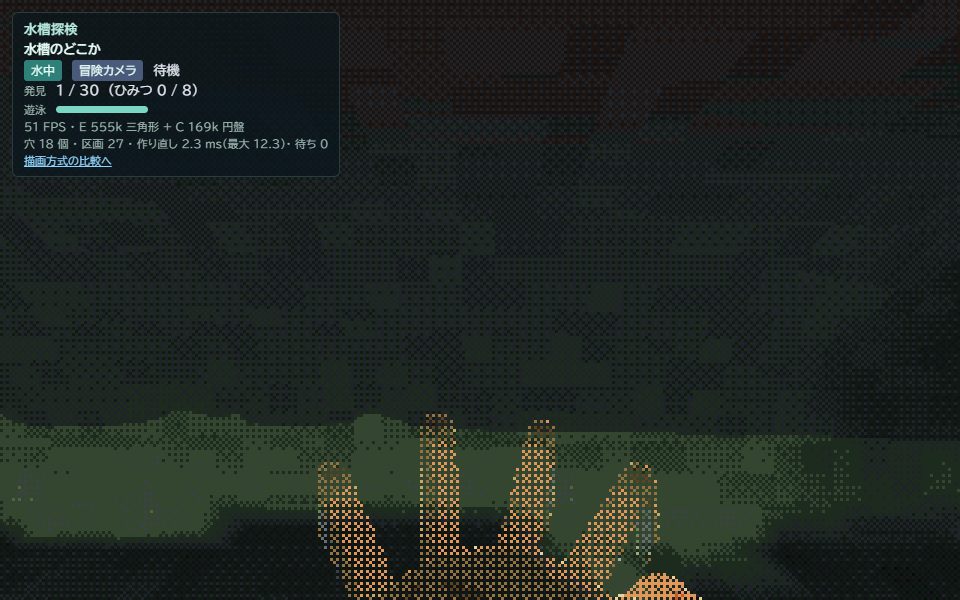 水槽探検
水槽のどこか
水中 冒険カメラ 待機
発見 1 / 30（ひみつ 0 / 8）
遊泳
51 FPS・E 555k 三角形 + C 169k 円盤
穴 18 個・区画 27・作り直し 2.3 ms(最大 12.3)・待ち 0
描画方式の比較へ